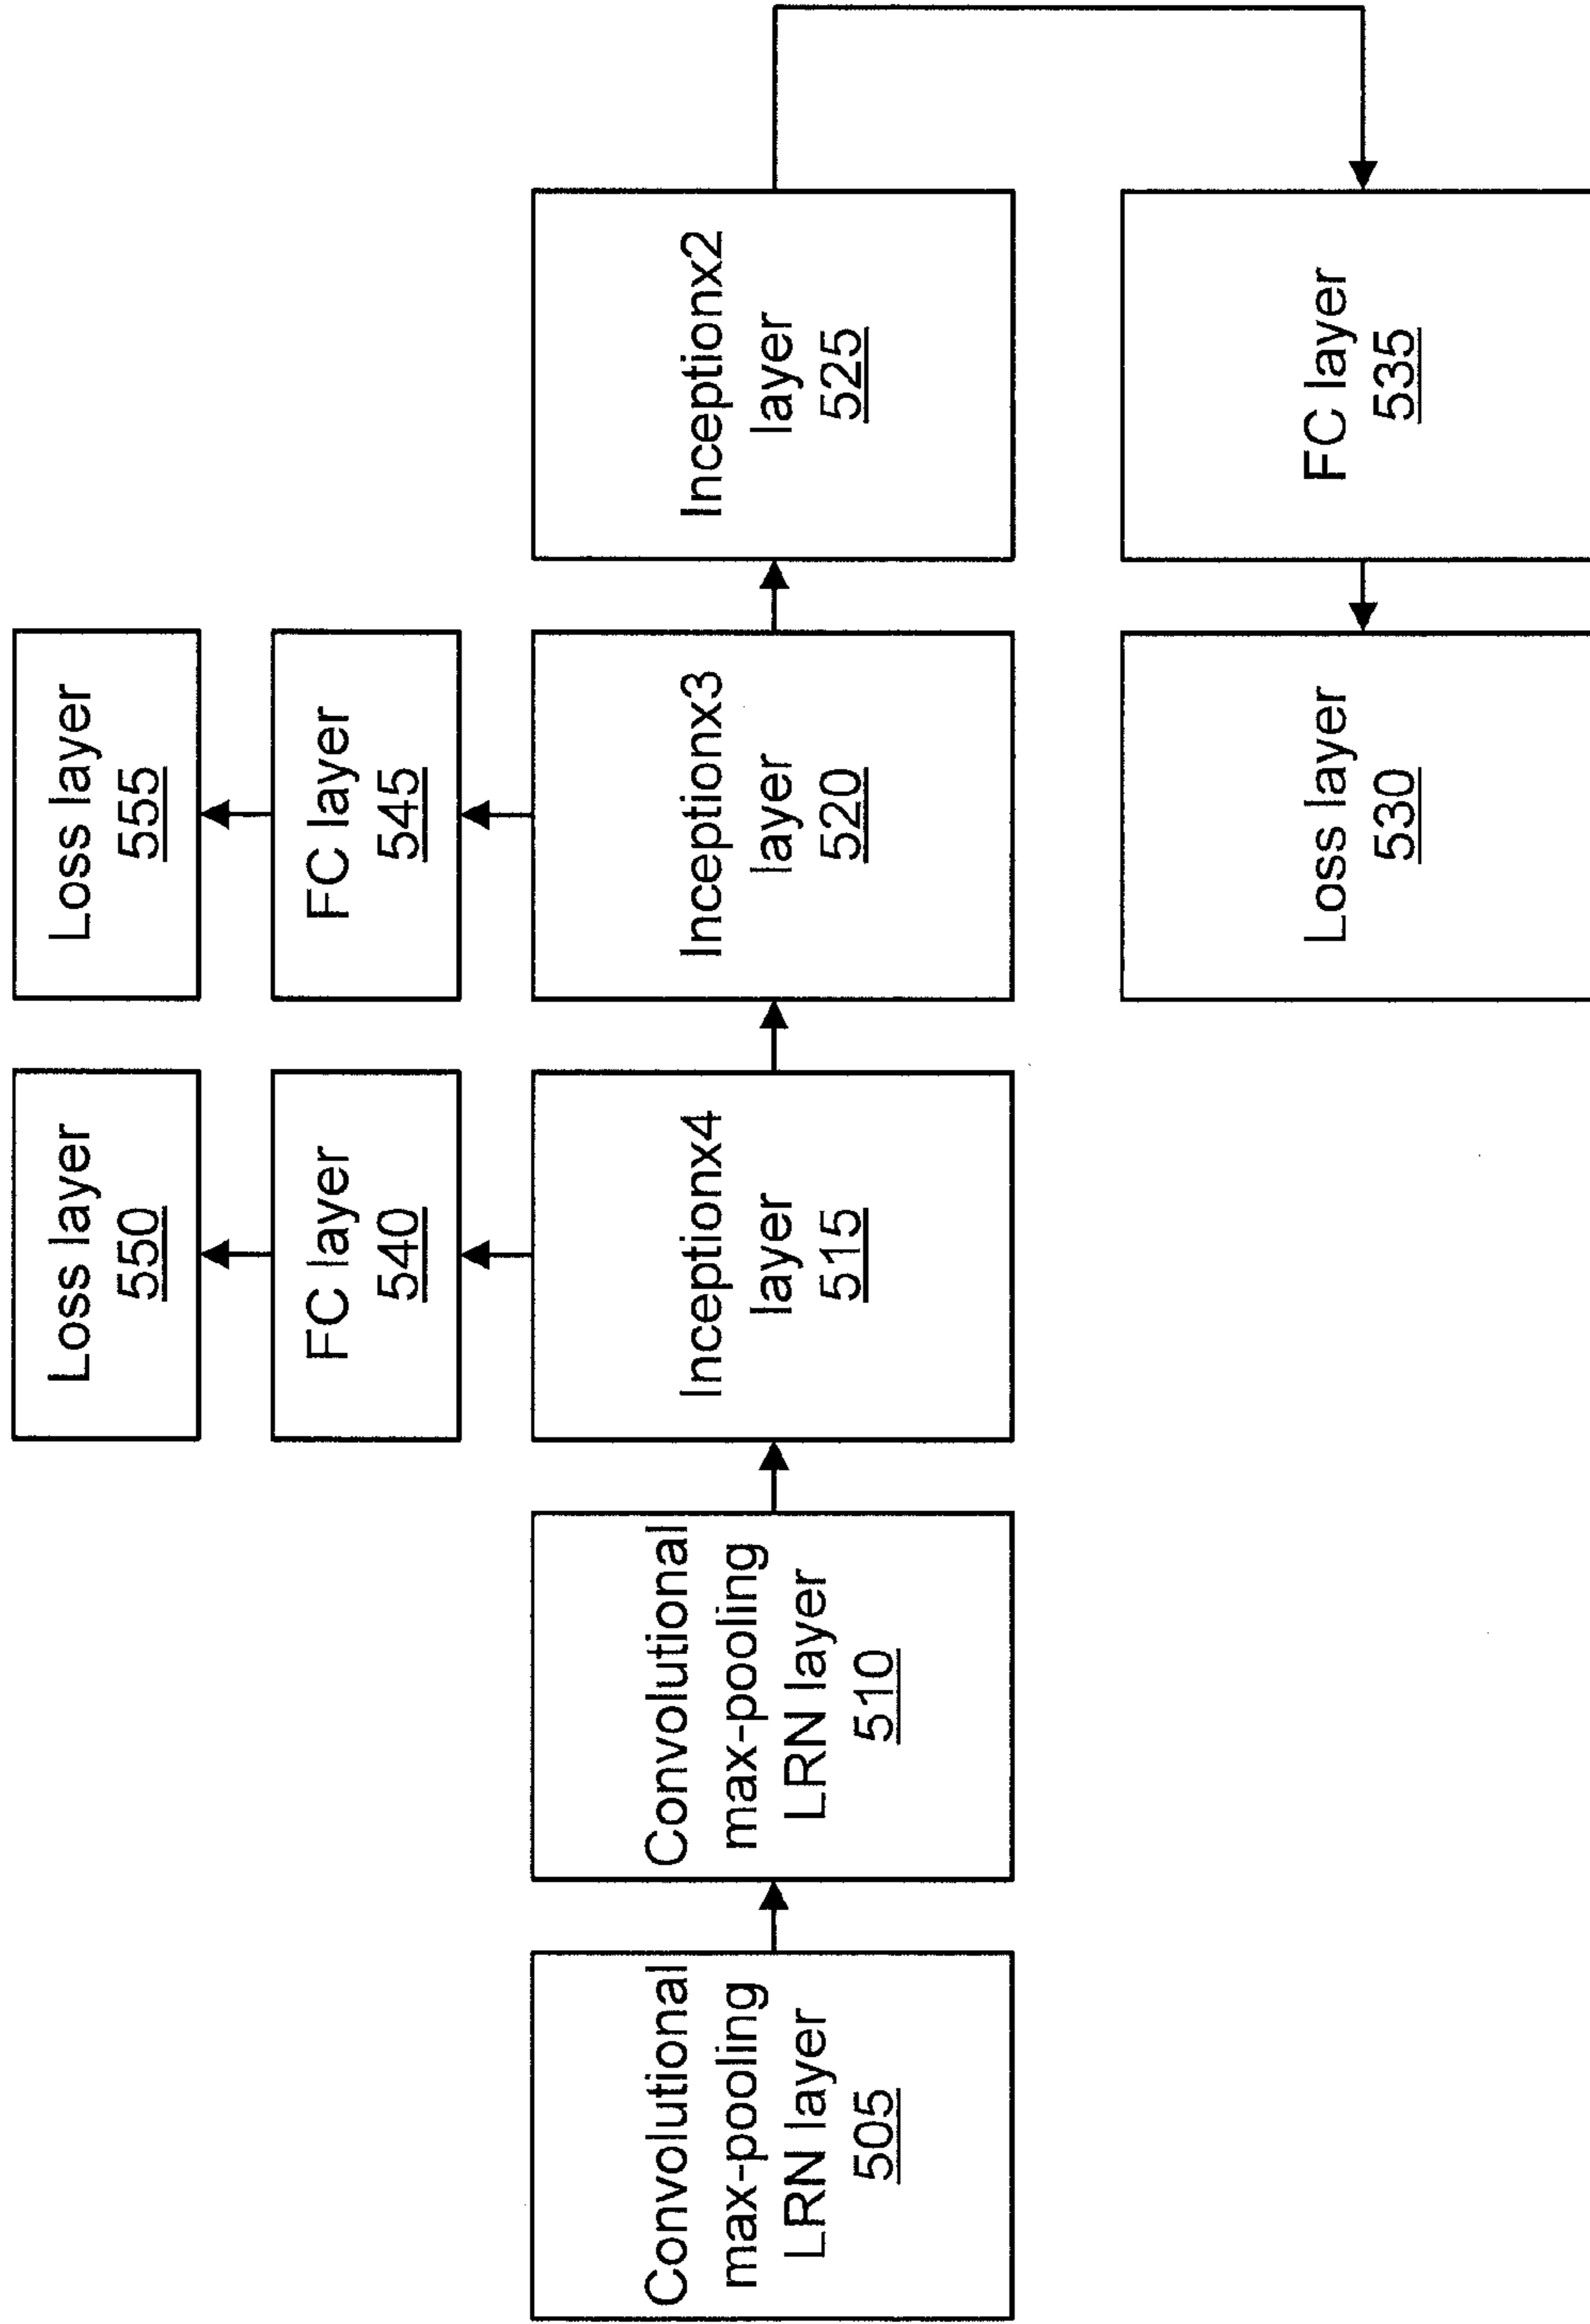 Loss layer
550
Loss layer
555
FC layer
540
FC layer
545
Convolutional
max-pooling
LRN layer
505
Convolutional
max-pooling
LRN layer
510
Inceptionx4
layer
515
Inceptionx3
layer
520
Inceptionx2
layer
525
Loss layer
530
FC layer
535